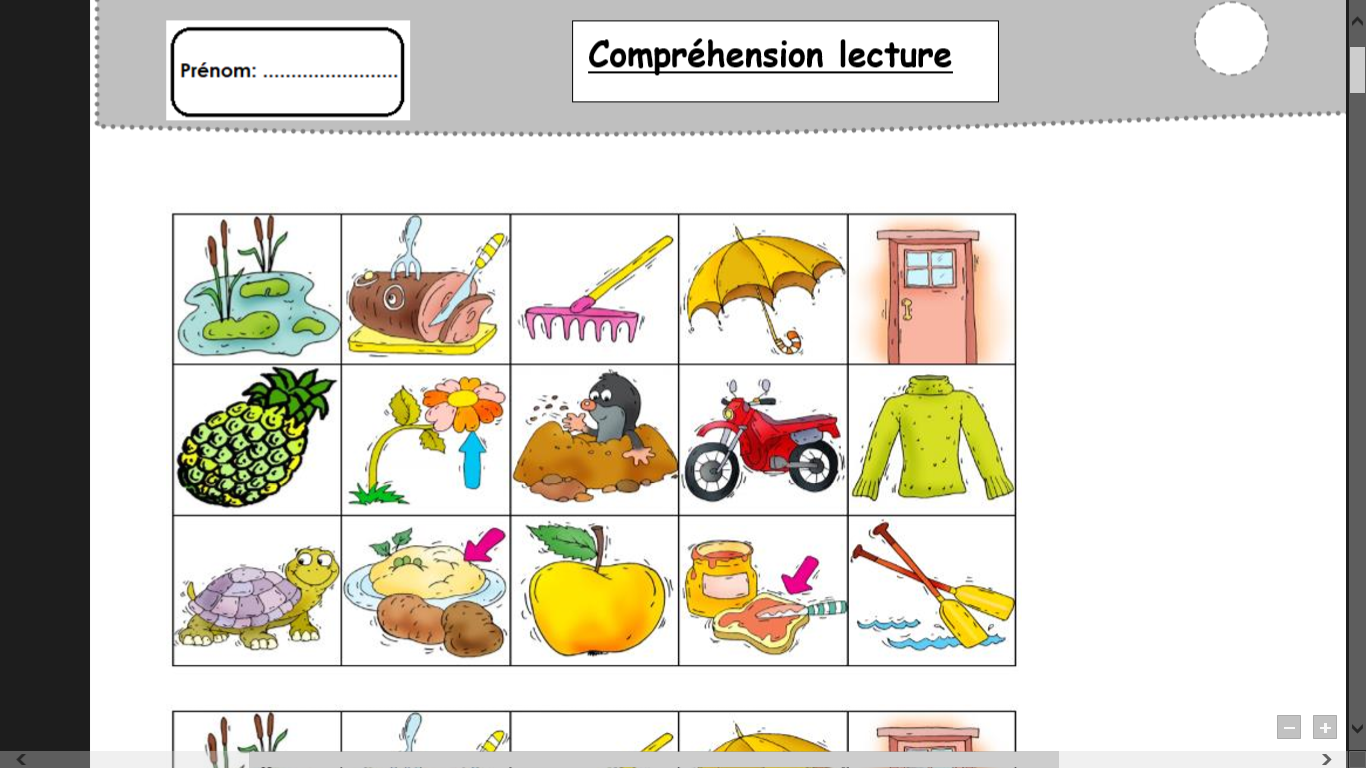 Prénom: ........................
Compréhension lecture